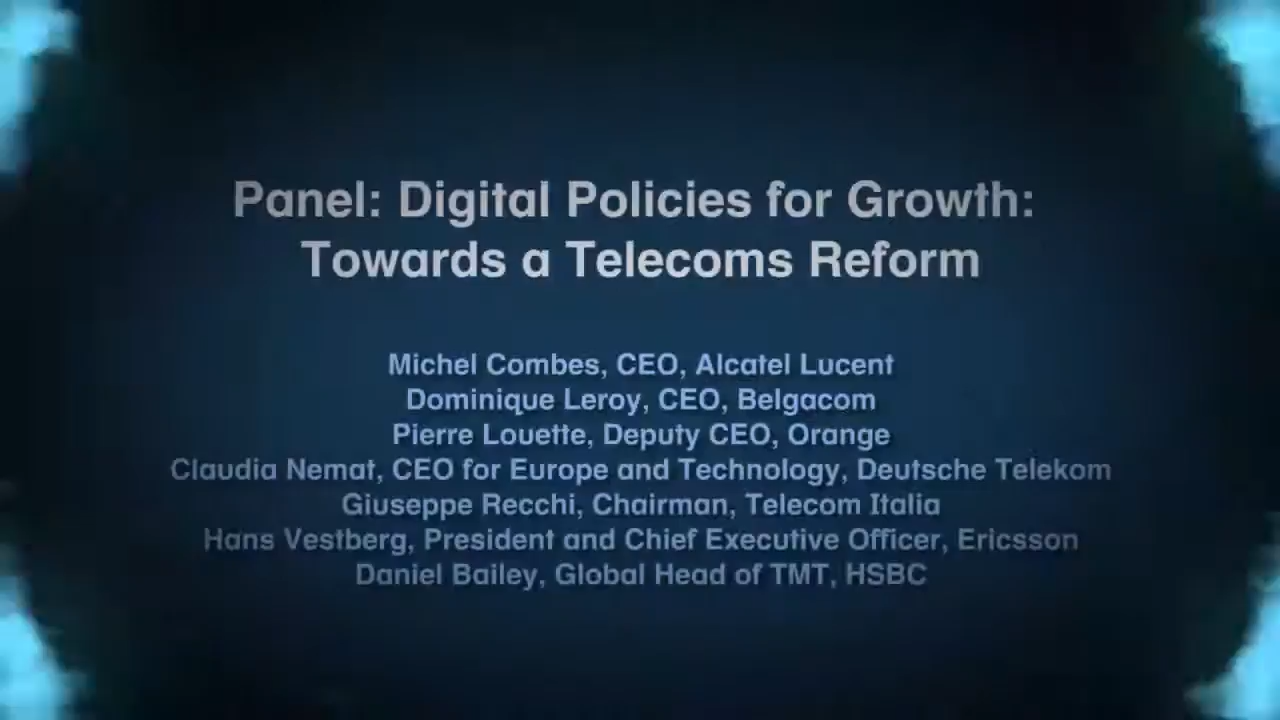 Panel: Digital Policies for Growth:
Towards a Telecoms Reform
Michel Combes, CEO, Alcatel Lucent
Dominique Leroy, CEO, Belgacom
Pierre Louette, Deputy CEO, Orange
Claudia Nemat, CEO for Europe and Technology, Deutsche Telekom
Giuseppe Recchi, Chairman, Telecom Italia
Hans Vestberg, President and Chief Executive Officer, Ericsson
Daniel Bailey, Global Head of TMT, HSBC